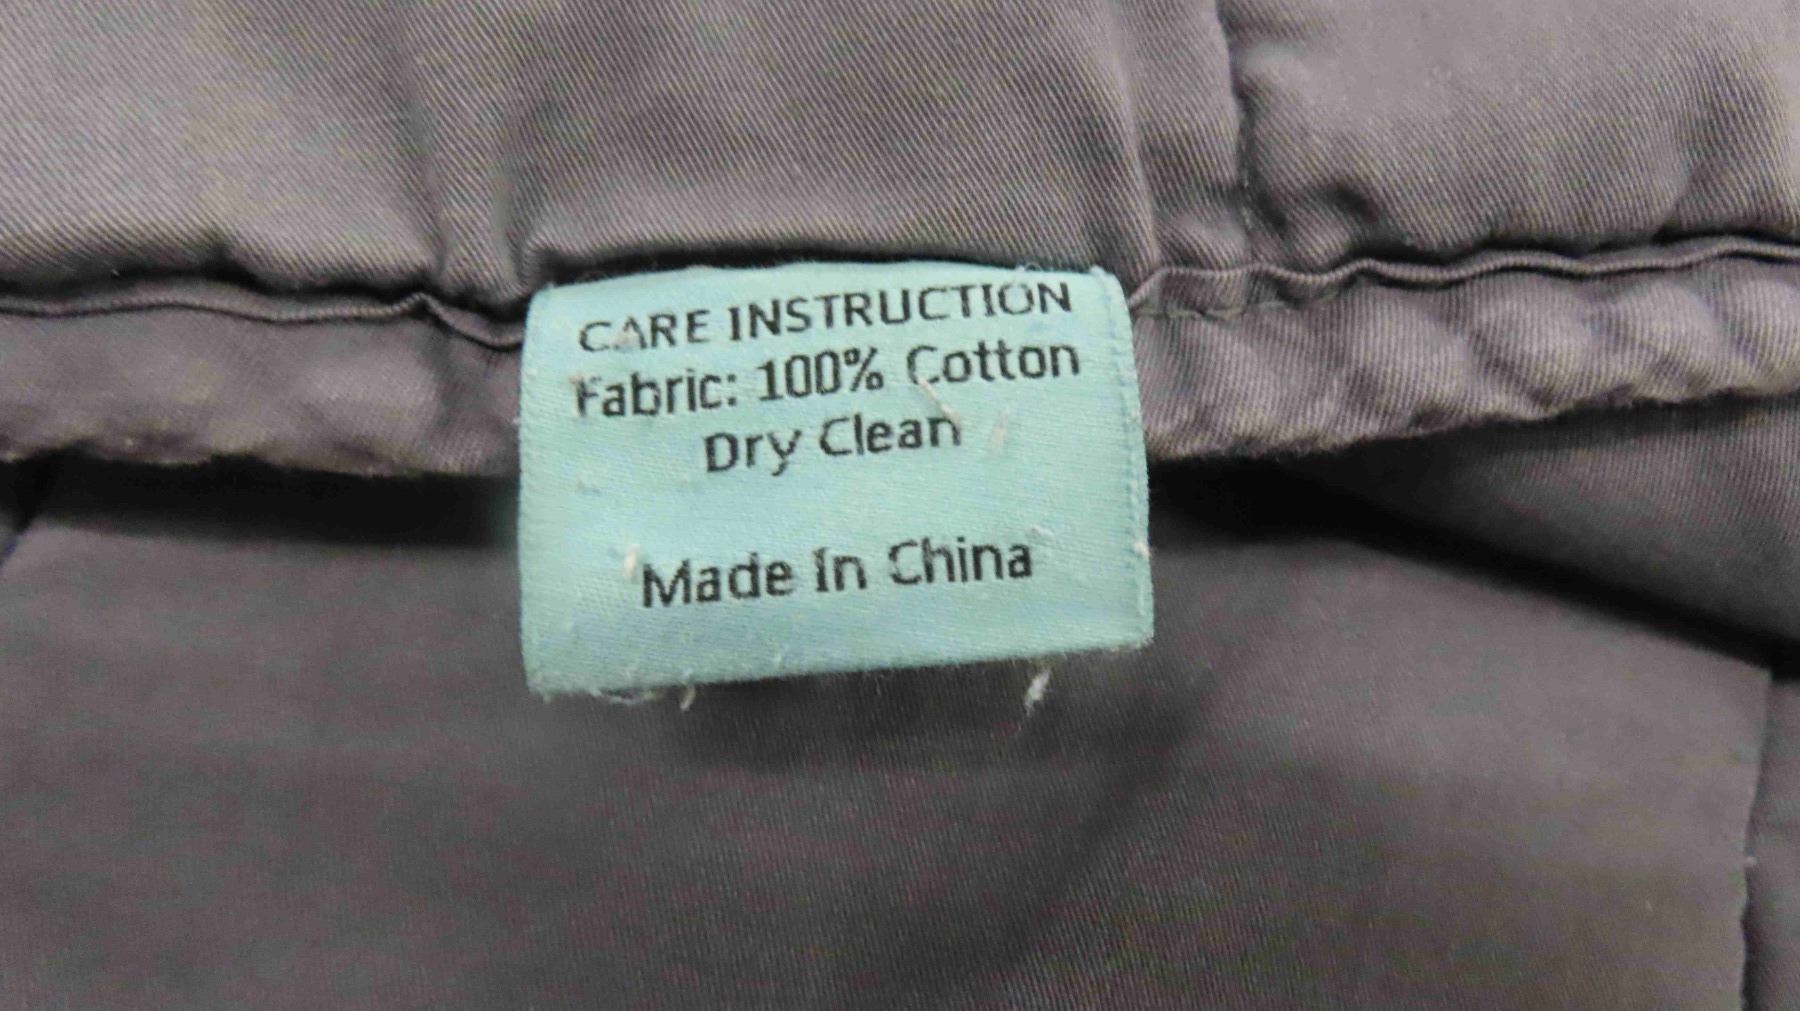 CARE INSTRUCTION
Fabric: 100% Cotton
Dry Clean
Made In China